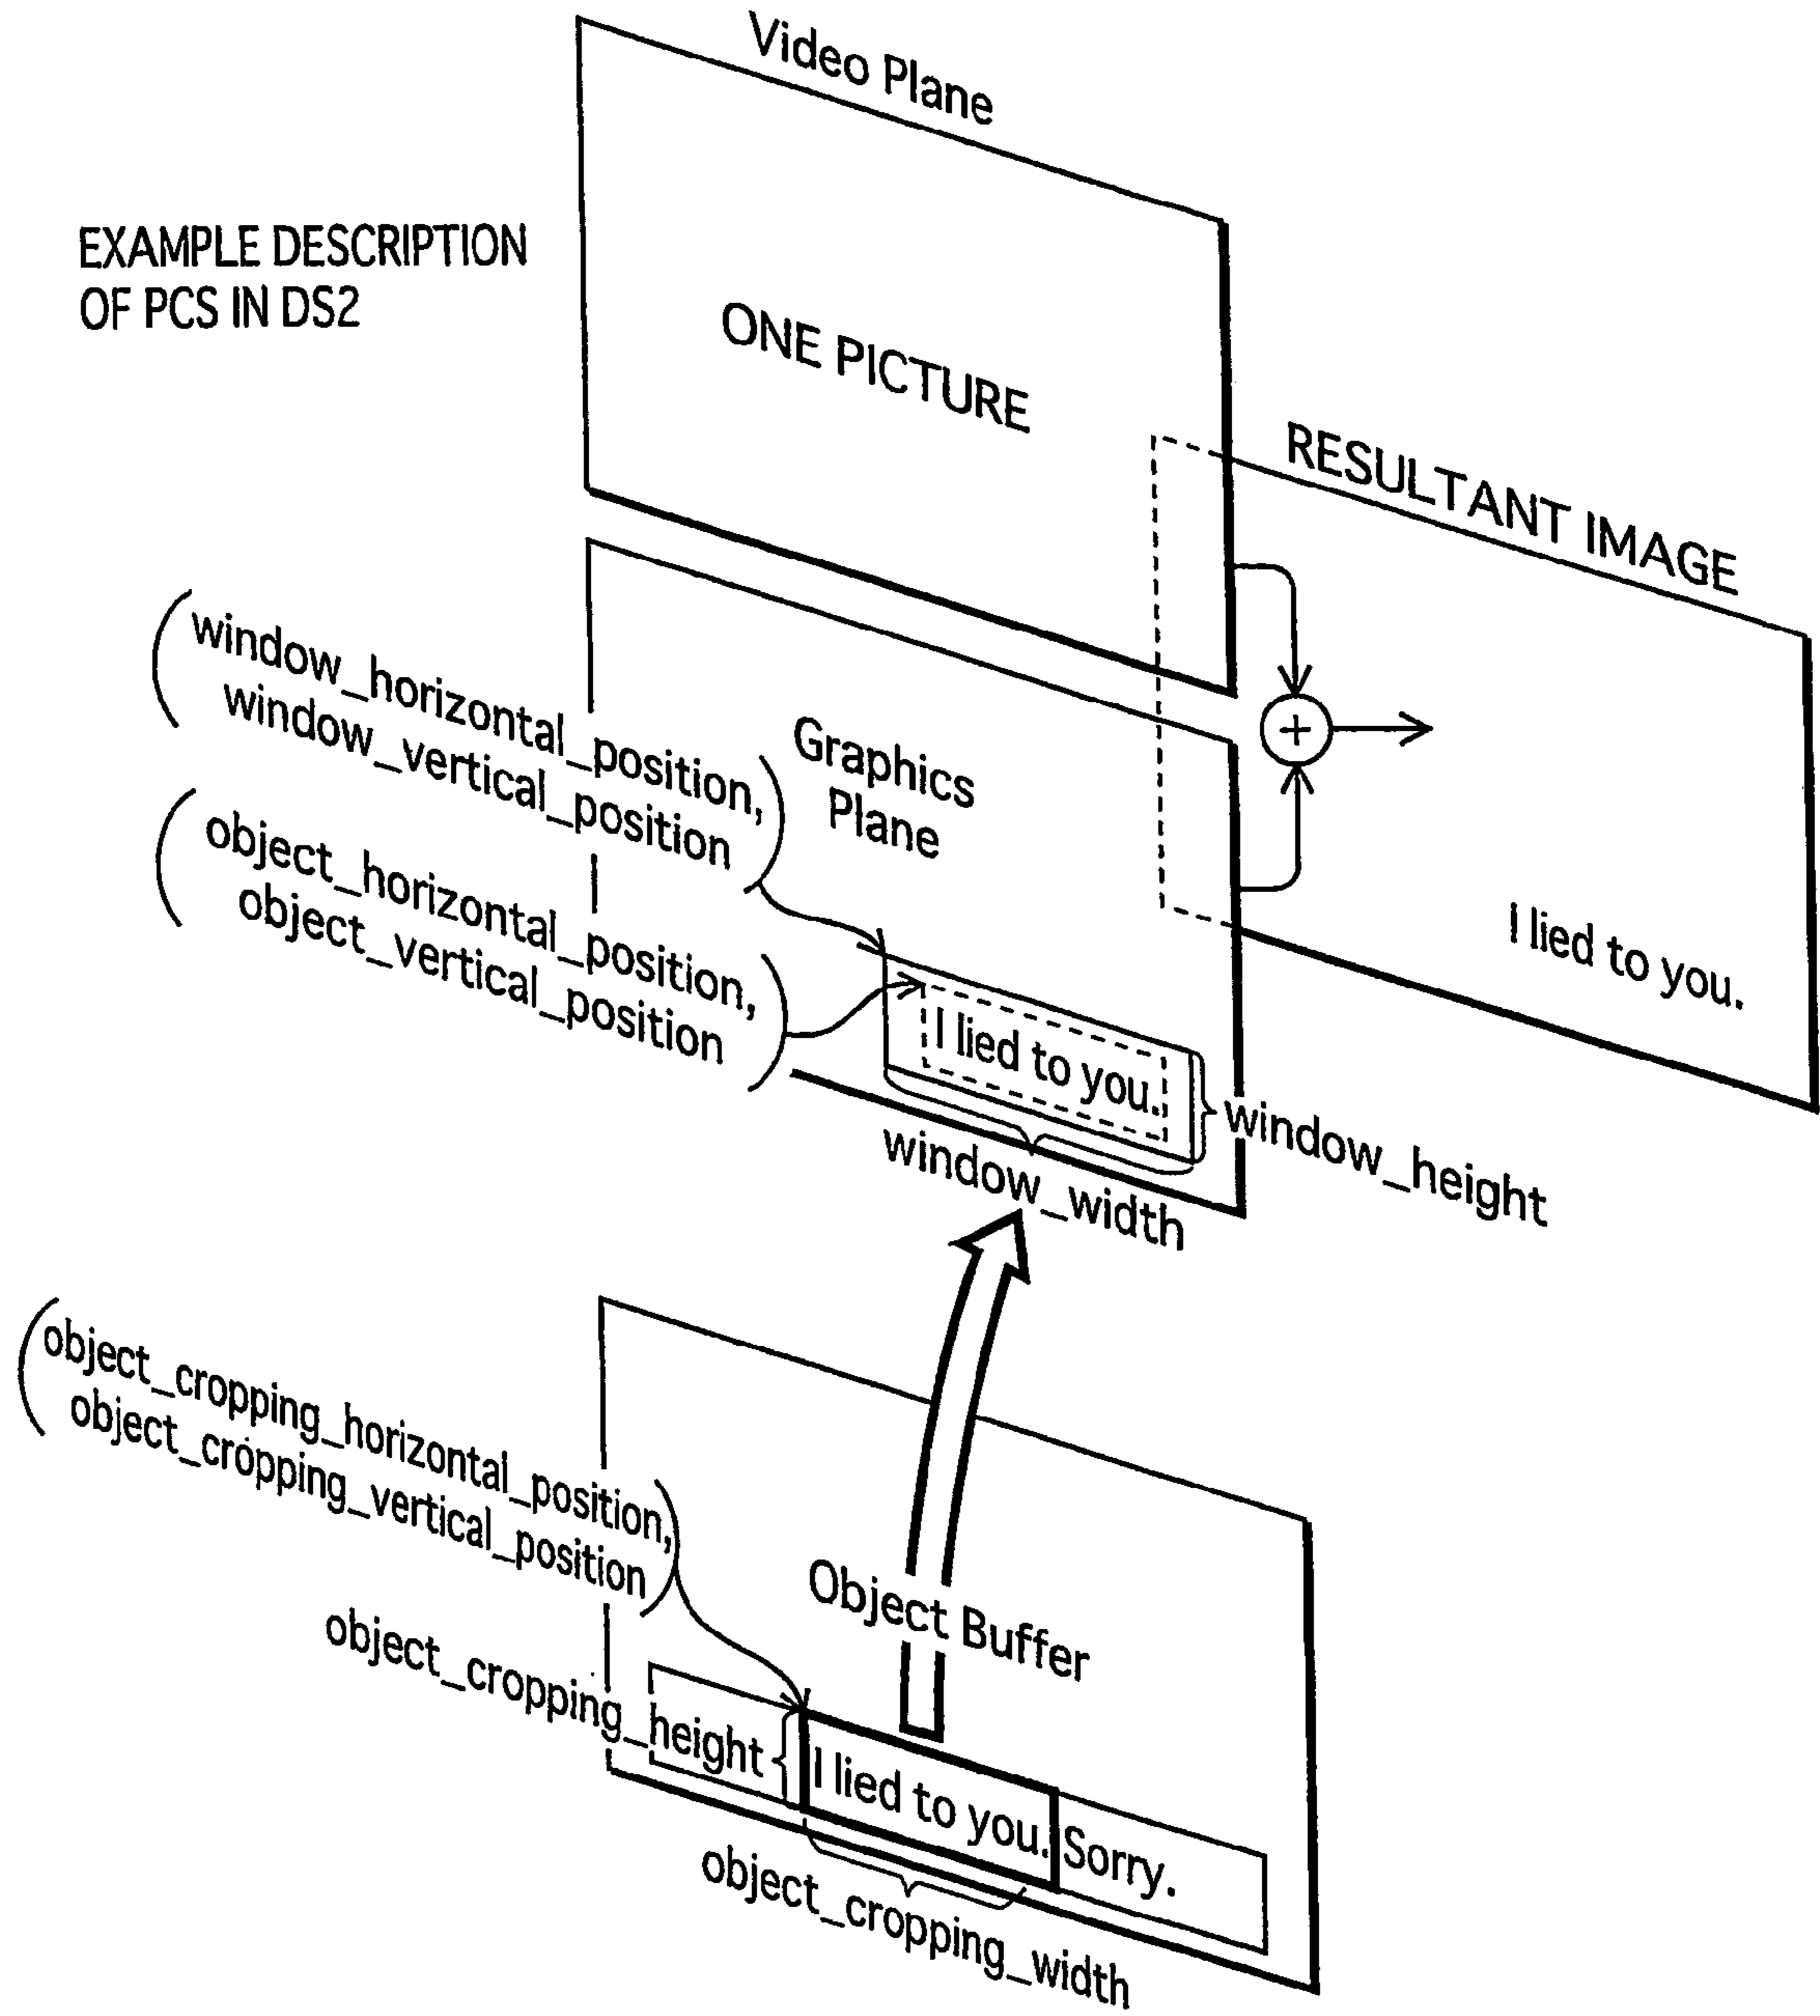 Video Plane
EXAMPLE DESCRIPTION
OF PCS IN DS2
ONE PICTURE
RESULTANT IMAGE
(window_horizontal_position,
window_vertical_position)
Graphics
Plane
(object_horizontal_position,
object_vertical_position)
I lied to you.
I lied to you.
window_height
window_width
(object_cropping_horizontal_position,
object_cropping_vertical_position)
Object Buffer
object_cropping_height
I lied to you. Sorry.
object_cropping_width